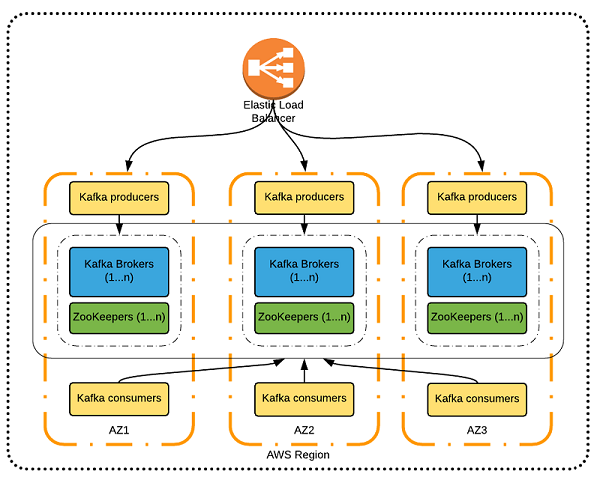 Elastic Load
Balancer
Kafka producers
Kafka producers
Kafka producers
Kafka Brokers
(1...n)
Kafka Brokers
(1...n)
Kafka Brokers
(1...n)
ZooKeepers (1...n)
ZooKeepers (1...n)
ZooKeepers (1...n)
Kafka consumers
Kafka consumers
Kafka consumers
AZ1
AZ2
AZ3
AWS Region